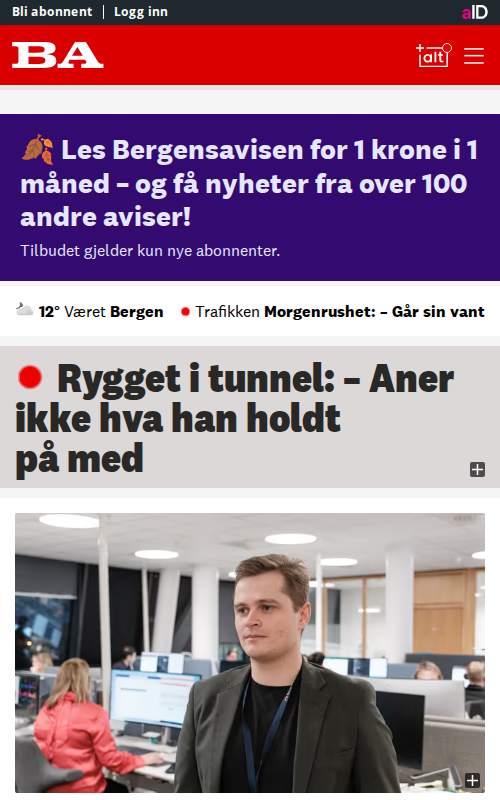 Bli abonnent | Logg inn aID
BA +alt
🍂 Les Bergensavisen for 1 krone i 1
måned – og få nyheter fra over 100
andre aviser!
Tilbudet gjelder kun nye abonnenter.
12° Været Bergen Trafikken Morgenrushet: – Går sin vant
Rygget i tunnel: – Aner
ikke hva han holdt
på med